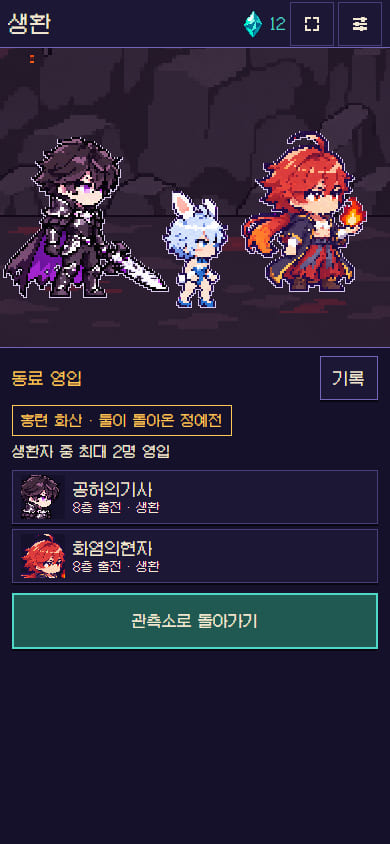 생환
12
동료 영입
기록
홍련 화산 · 둘이 돌아온 정예전
생환자 중 최대 2명 영입
공허의기사
8층 출전 · 생환
화염의현자
8층 출전 · 생환
관측소로 돌아가기